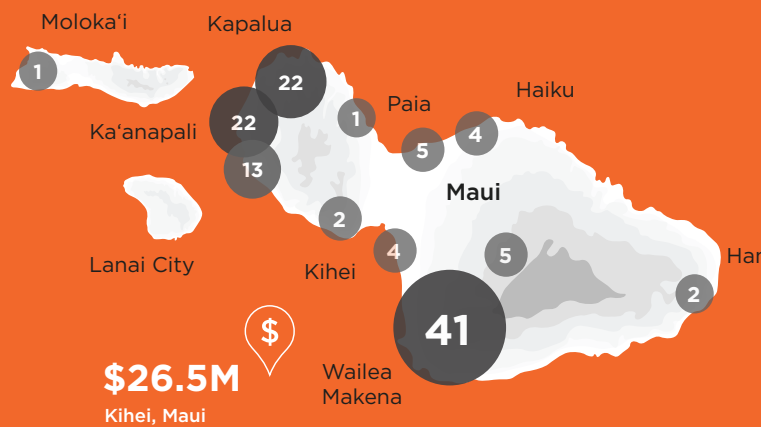 Moloka‘i
Kapalua
1
22
Paia
Haiku
Ka‘anapali
22
1
5
4
13
Maui
2
4
5
Lanai City
Kihei
2
$
41
$26.5M
Wailea
Makena
Kihei, Maui